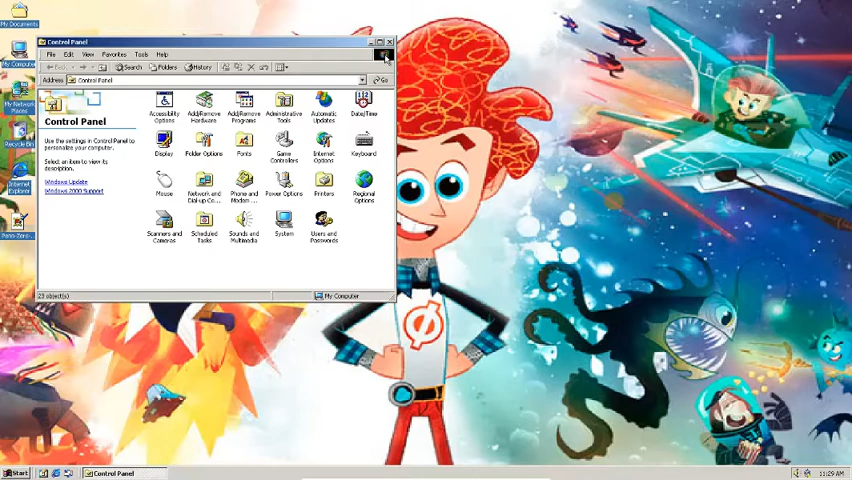 My Documents
My Computer
My Network
Places
Recycle Bin
Internet
Explorer
Penn-Zero-...
Control Panel
File Edit View Favorites Tools Help
Back
Search Folders History
Address Control Panel Go
Control Panel
Use the settings in Control Panel to
personalize your computer.
Select an item to view its
description.
Windows Update
Windows 2000 Support
Accessibility
Options
Add/Remove
Hardware
Add/Remove
Programs
Administrative
Tools
Automatic
Updates
Date/Time
Display
Folder Options
Fonts
Game
Controllers
Internet
Options
Keyboard
Mouse
Network and
Dial-up Co...
Phone and
Modem ...
Power Options
Printers
Regional
Options
Scanners and
Cameras
Scheduled
Tasks
Sounds and
Multimedia
System
Users and
Passwords
23 object(s)
My Computer
Start
Control Panel
11:29 AM